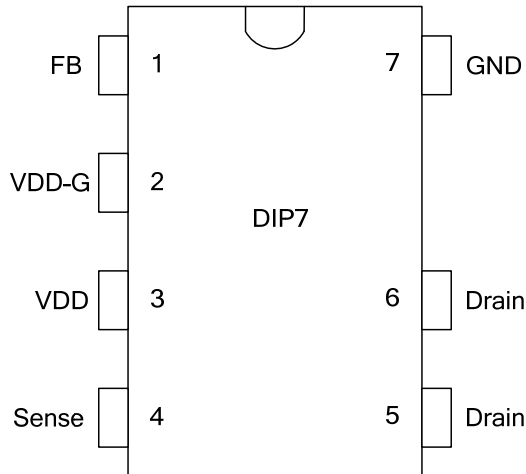 FB 1 7 GND
VDD-G 2
DIP7
VDD 3 6 Drain
Sense 4 5 Drain